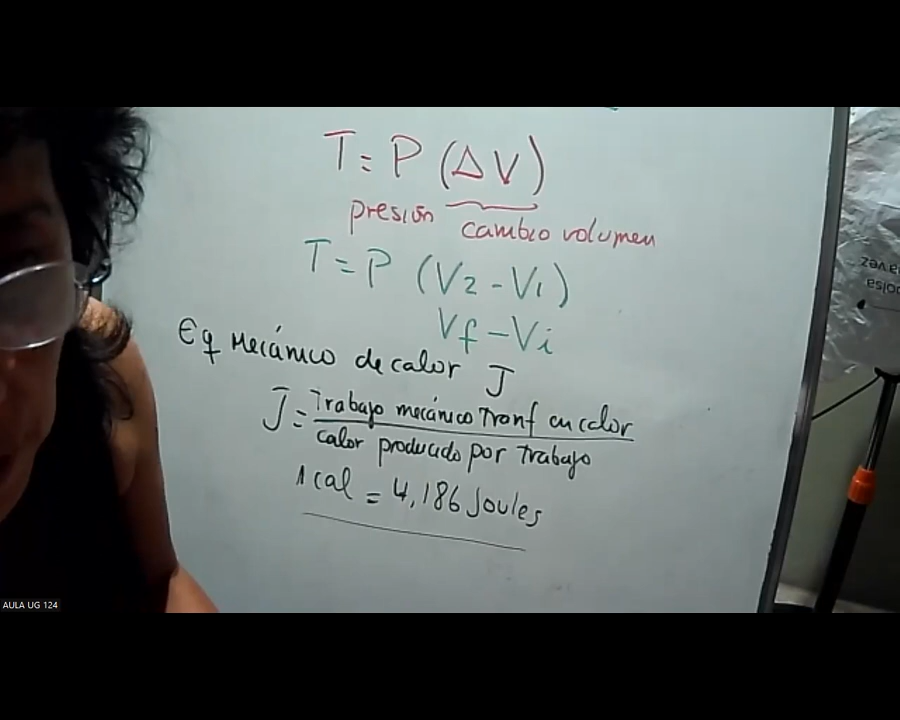 T = P (Δ V)
presión cambio volumen
T = P (V2 - V1)
Vf - Vi
Eq Mecánico de calor J
J = Trabajo mecánico Tranf en calor
calor producido por trabajo
1 cal = 4,186 Joules
AULA UG 124